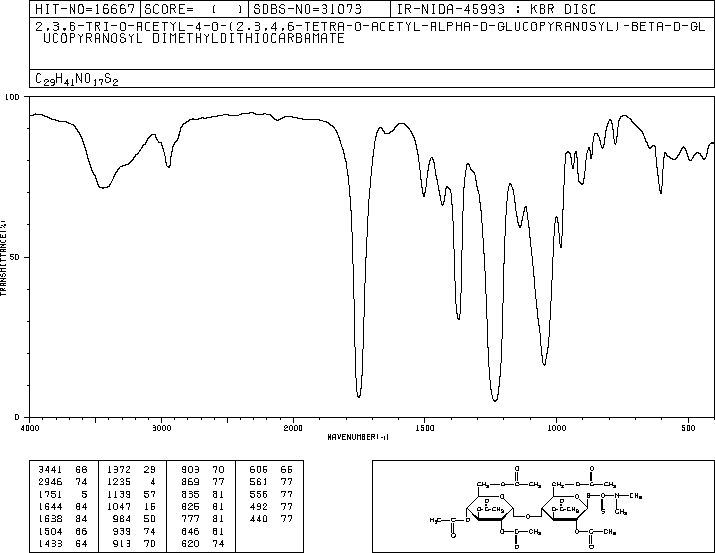 HIT-NO=16667 SCORE= ( ) SDBS-NO=31073 IR-NIDA-45993 : KBR DISC
2,3,6-TRI-O-ACETYL-4-O-(2,3,4,6-TETRA-O-ACETYL-ALPHA-D-GLUCOPYRANOSYL)-BETA-D-GL
UCOPYRANOSYL DIMETHYLDITHIOCARBAMATE
C29H41NO17S2
100
50
0
TRANSMITTANCE(%)
4000 3000 2000 1500 1000 500
WAVENUMBER(-1)
3441 66 1372 29 903 70 606 66
2946 74 1235 4 869 77 561 77
1751 5 1139 57 835 81 556 77
1644 84 1047 15 826 81 492 77
1638 84 984 50 777 81 440 77
1504 66 939 74 646 81
1433 64 913 70 620 74